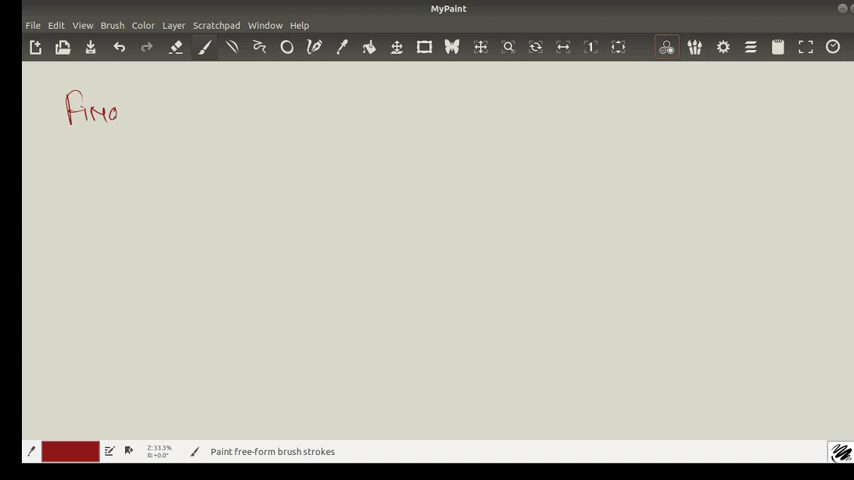 MyPaint
File Edit View Brush Color Layer Scratchpad Window Help
1
Fino
Z: 33.3%
R: +0.0°
Paint free-form brush strokes